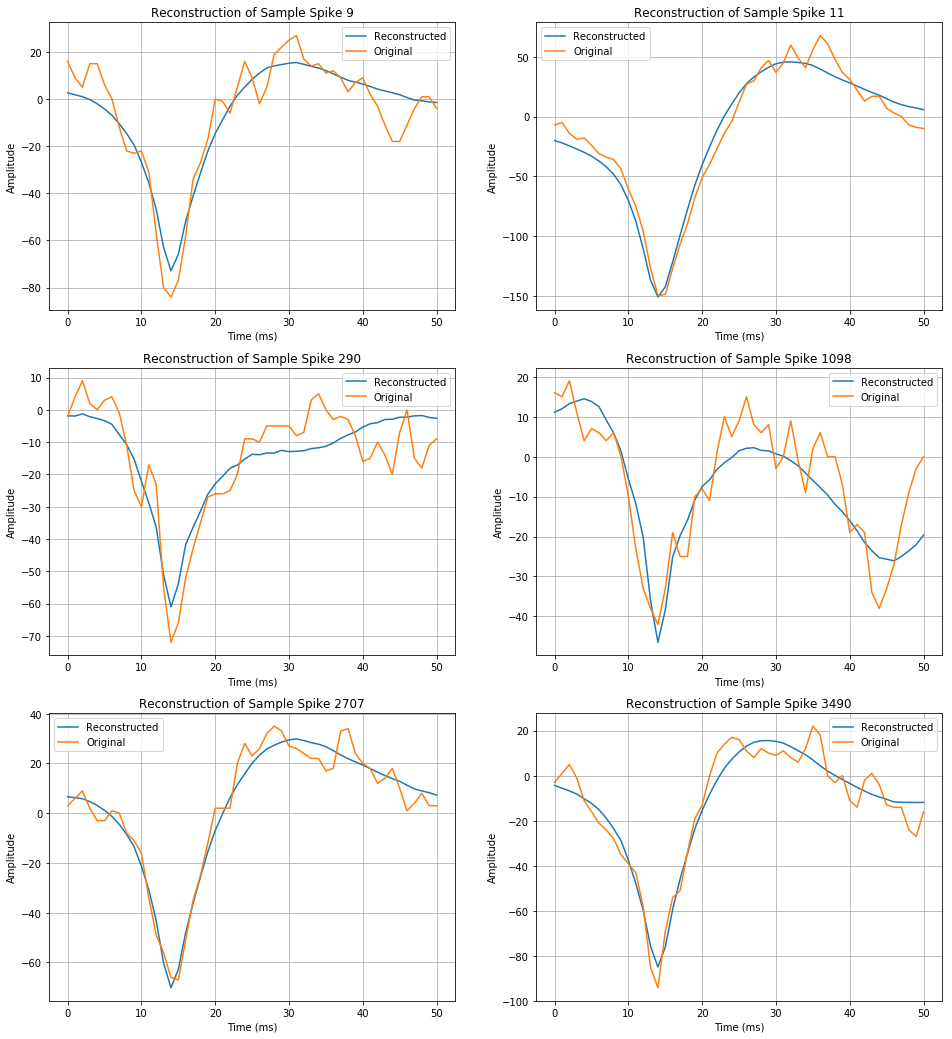 Reconstruction of Sample Spike 9
Reconstructed
Original
20
0
−20
−40
−60
−80
Amplitude
0 10 20 30 40 50
Time (ms)
Reconstruction of Sample Spike 11
Reconstructed
Original
50
0
−50
−100
−150
Amplitude
0 10 20 30 40 50
Time (ms)
Reconstruction of Sample Spike 290
Reconstructed
Original
10
0
−10
−20
−30
−40
−50
−60
−70
Amplitude
0 10 20 30 40 50
Time (ms)
Reconstruction of Sample Spike 1098
Reconstructed
Original
20
10
0
−10
−20
−30
−40
Amplitude
0 10 20 30 40 50
Time (ms)
Reconstruction of Sample Spike 2707
Reconstructed
Original
40
20
0
−20
−40
−60
Amplitude
0 10 20 30 40 50
Time (ms)
Reconstruction of Sample Spike 3490
Reconstructed
Original
20
0
−20
−40
−60
−80
−100
Amplitude
0 10 20 30 40 50
Time (ms)